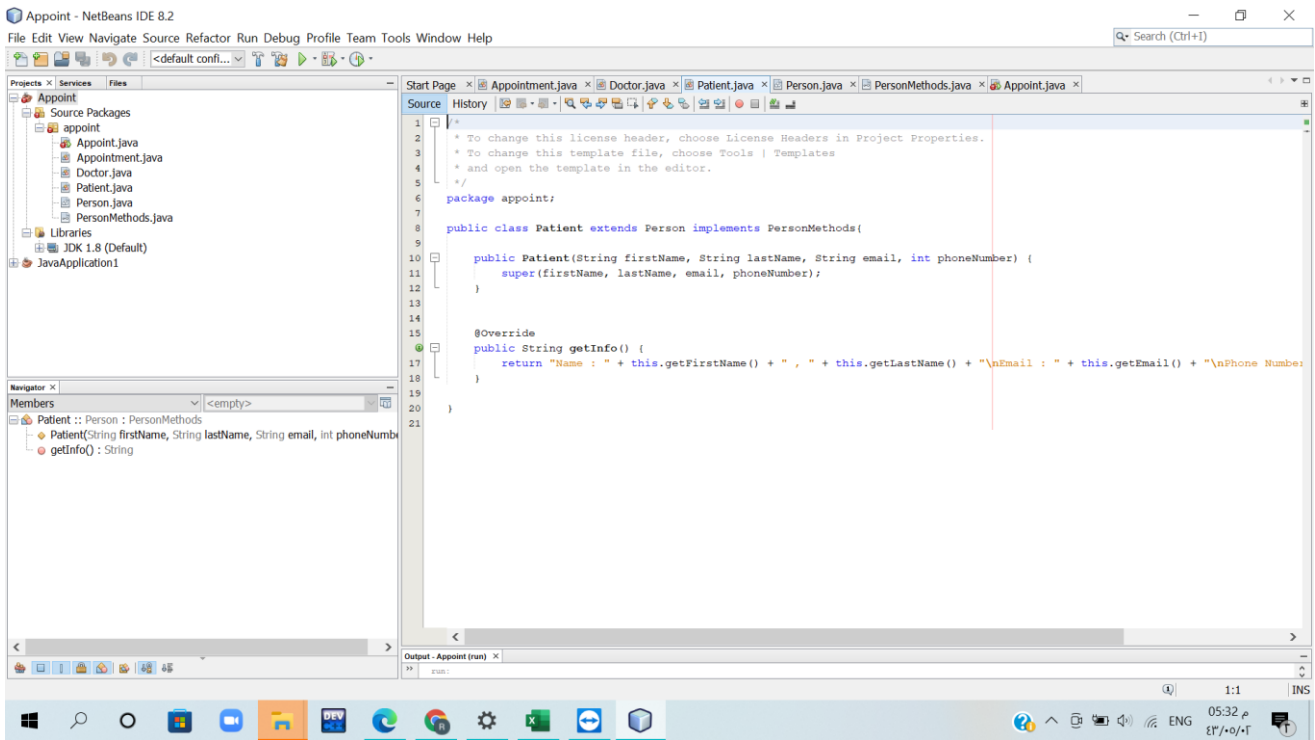 Appoint - NetBeans IDE 8.2
File Edit View Navigate Source Refactor Run Debug Profile Team Tools Window Help
Search (Ctrl+I)
<default confi...
Projects × Services Files
Start Page × Appointment.java × Doctor.java × Patient.java × Person.java × PersonMethods.java × Appoint.java ×
Source History
Appoint
Source Packages
appoint
Appoint.java
Appointment.java
Doctor.java
Patient.java
Person.java
PersonMethods.java
Libraries
JDK 1.8 (Default)
JavaApplication1
Navigator ×
Members <empty>
Patient :: Person : PersonMethods
Patient(String firstName, String lastName, String email, int phoneNumbe
getInfo() : String
1 /*
2 * To change this license header, choose License Headers in Project Properties.
3 * To change this template file, choose Tools | Templates
4 * and open the template in the editor.
5 */
6 package appoint;
7
8 public class Patient extends Person implements PersonMethods{
9
10 public Patient(String firstName, String lastName, String email, int phoneNumber) {
11 super(firstName, lastName, email, phoneNumber);
12 }
13
14
15 @Override
public String getInfo() {
17 return "Name : " + this.getFirstName() + " , " + this.getLastName() + "\nEmail : " + this.getEmail() + "\nPhone Number
18 }
19
20 }
21
Output - Appoint (run) ×
run:
1:1 INS
DEV
ENG
05:32 م
٤٣/٠٥/٠٢